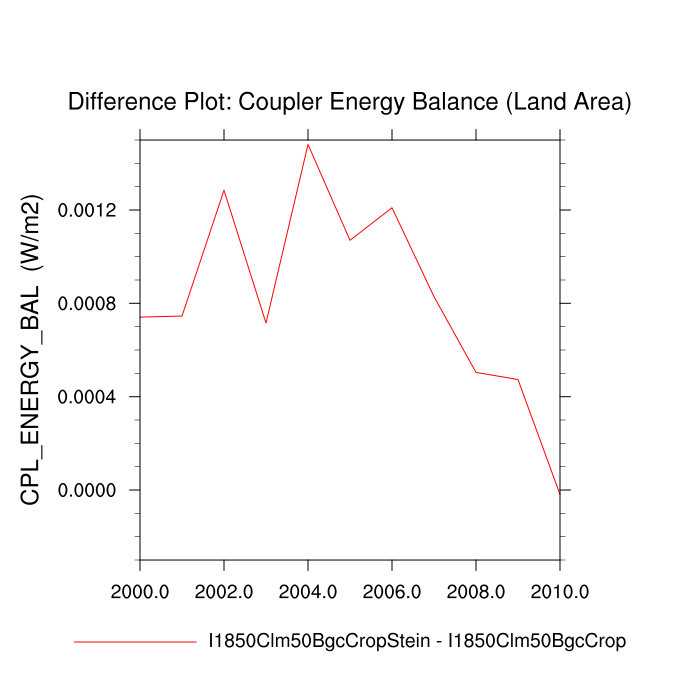 Difference Plot: Coupler Energy Balance (Land Area)
CPL_ENERGY_BAL (W/m2)
0.0012
0.0008
0.0004
0.0000
2000.0 2002.0 2004.0 2006.0 2008.0 2010.0
I1850Clm50BgcCropStein - I1850Clm50BgcCrop